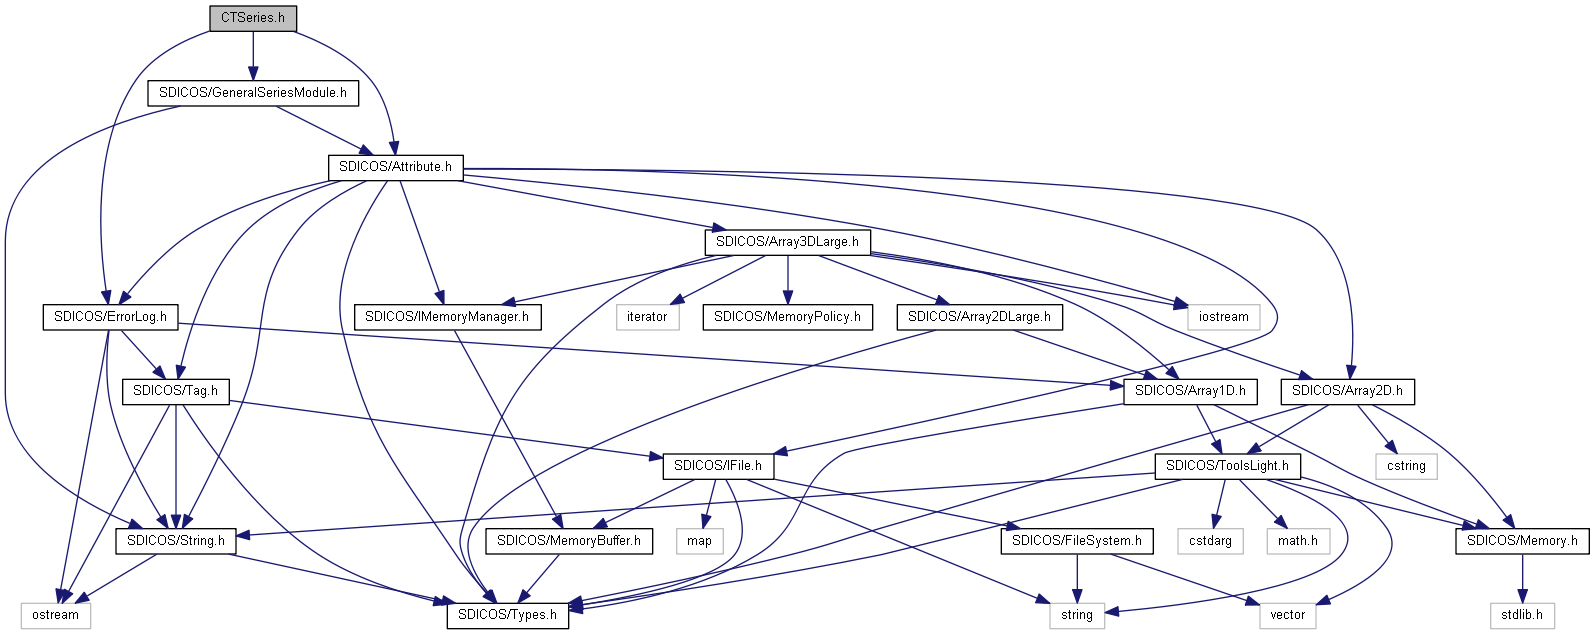 CTSeries.h
SDICOS/GeneralSeriesModule.h
SDICOS/Attribute.h
SDICOS/Array3DLarge.h
SDICOS/ErrorLog.h
SDICOS/IMemoryManager.h
iterator
SDICOS/MemoryPolicy.h
SDICOS/Array2DLarge.h
iostream
SDICOS/Tag.h
SDICOS/Array1D.h
SDICOS/Array2D.h
SDICOS/IFile.h
SDICOS/ToolsLight.h
cstring
SDICOS/String.h
SDICOS/MemoryBuffer.h
map
SDICOS/FileSystem.h
cstdarg
math.h
SDICOS/Memory.h
ostream
SDICOS/Types.h
string
vector
stdlib.h